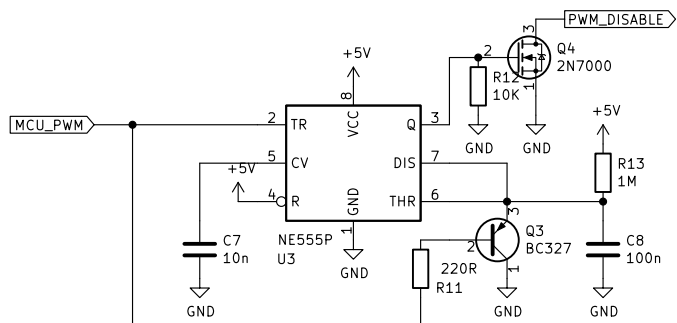 PWM_DISABLE
3
Q4
2N7000
2
1
+5V
R12
10K
GND
GND
8
VCC
MCU_PWM
2
TR
Q
3
+5V
5
CV
DIS
7
R13
1M
+5V
4
R
GND
THR
6
1
NE555P
U3
C7
10n
GND
GND
3
Q3
BC327
2
1
220R
R11
C8
100n
GND
GND